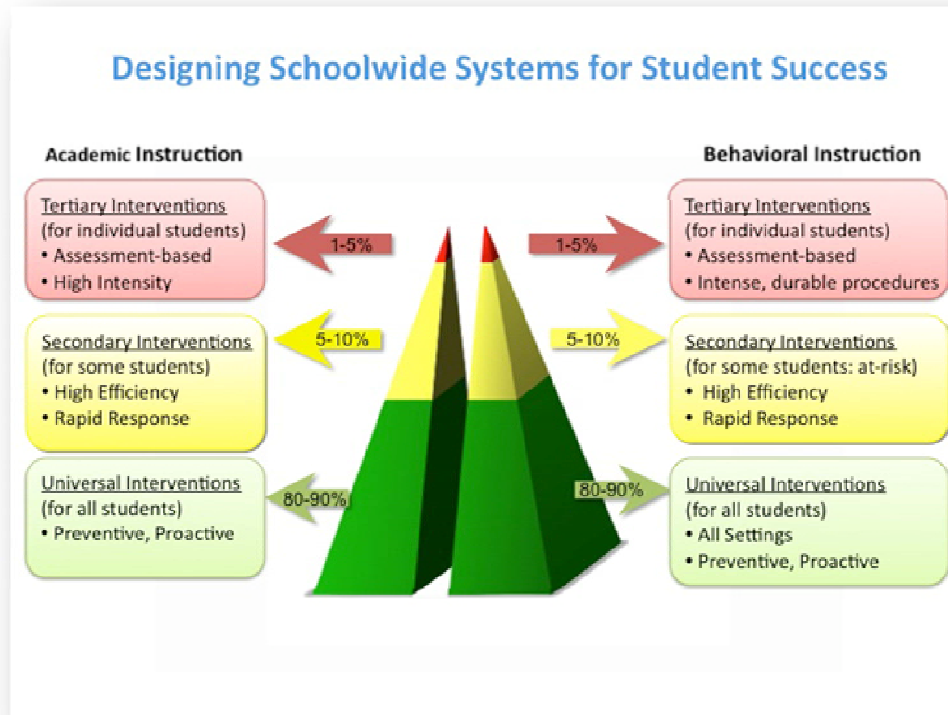 Designing Schoolwide Systems for Student Success
Academic Instruction
Tertiary Interventions
(for individual students)
• Assessment-based
• High Intensity
1-5%
Secondary Interventions
(for some students)
• High Efficiency
• Rapid Response
5-10%
Universal Interventions
(for all students)
• Preventive, Proactive
80-90%
Behavioral Instruction
1-5%
Tertiary Interventions
(for individual students)
• Assessment-based
• Intense, durable procedures
5-10%
Secondary Interventions
(for some students: at-risk)
• High Efficiency
• Rapid Response
80-90%
Universal Interventions
(for all students)
• All Settings
• Preventive, Proactive